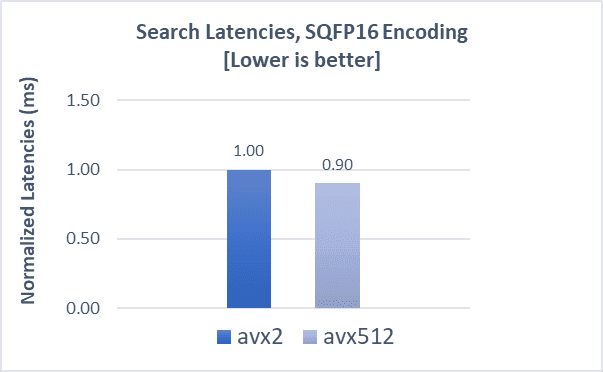 Search Latencies, SQFP16 Encoding
[Lower is better]
Normalized Latencies (ms)
1.50
1.00
0.50
0.00
1.00
0.90
avx2
avx512